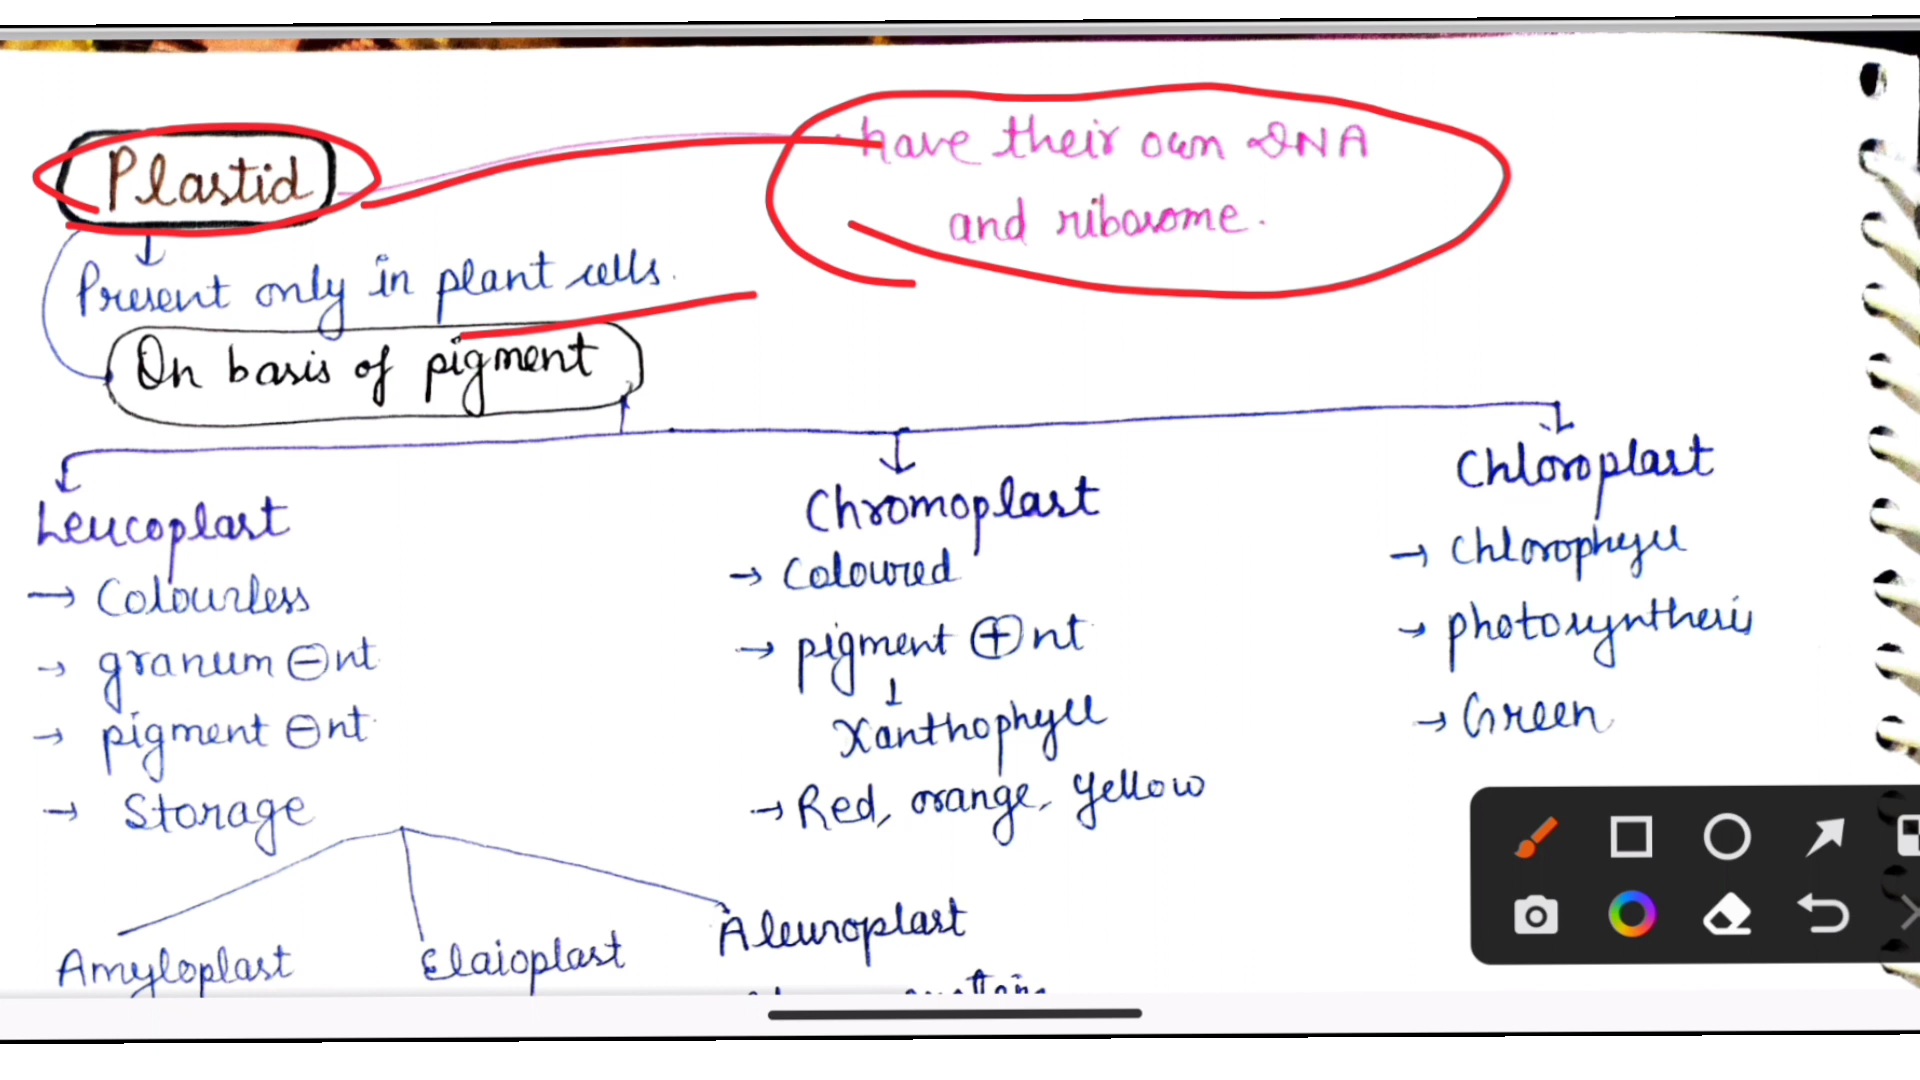 Plastid
have their own DNA
and ribosome.
Present only in plant cells.
On basis of pigment
Leucoplast
→ Colourless
→ granum ⊖nt
→ pigment ⊖nt
→ Storage
Amyloplast
Elaioplast
Aleuroplast
Chromoplast
→ Coloured
→ pigment ⊕nt
↓
Xanthophyll
→ Red, orange, yellow
Chloroplast
→ Chlorophyll
→ photosynthesis
→ Green